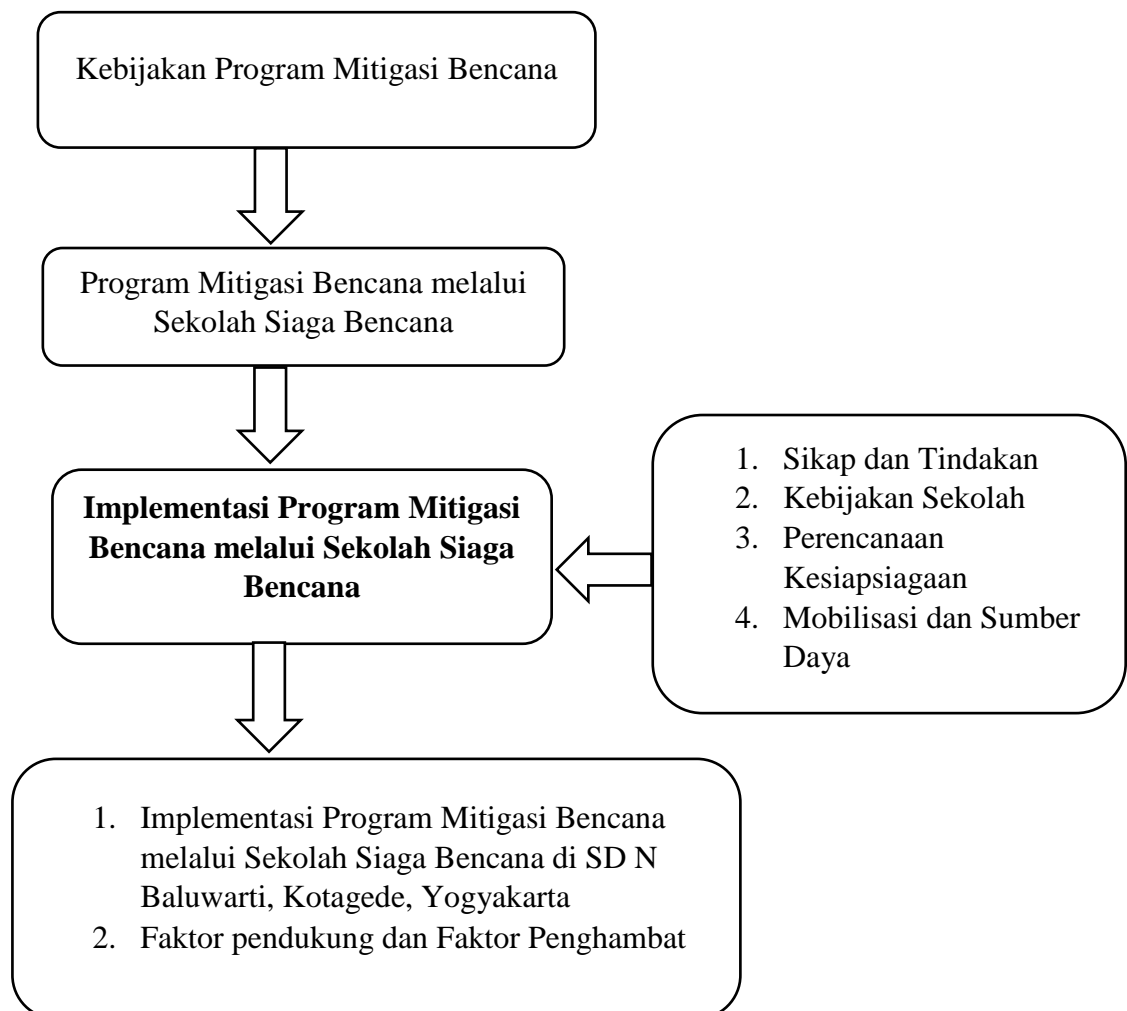 Kebijakan Program Mitigasi Bencana
Program Mitigasi Bencana melalui
Sekolah Siaga Bencana
Implementasi Program Mitigasi
Bencana melalui Sekolah Siaga
Bencana
1. Sikap dan Tindakan
2. Kebijakan Sekolah
3. Perencanaan
Kesiapsiagaan
4. Mobilisasi dan Sumber
Daya
1. Implementasi Program Mitigasi Bencana
melalui Sekolah Siaga Bencana di SD N
Baluwarti, Kotagede, Yogyakarta
2. Faktor pendukung dan Faktor Penghambat